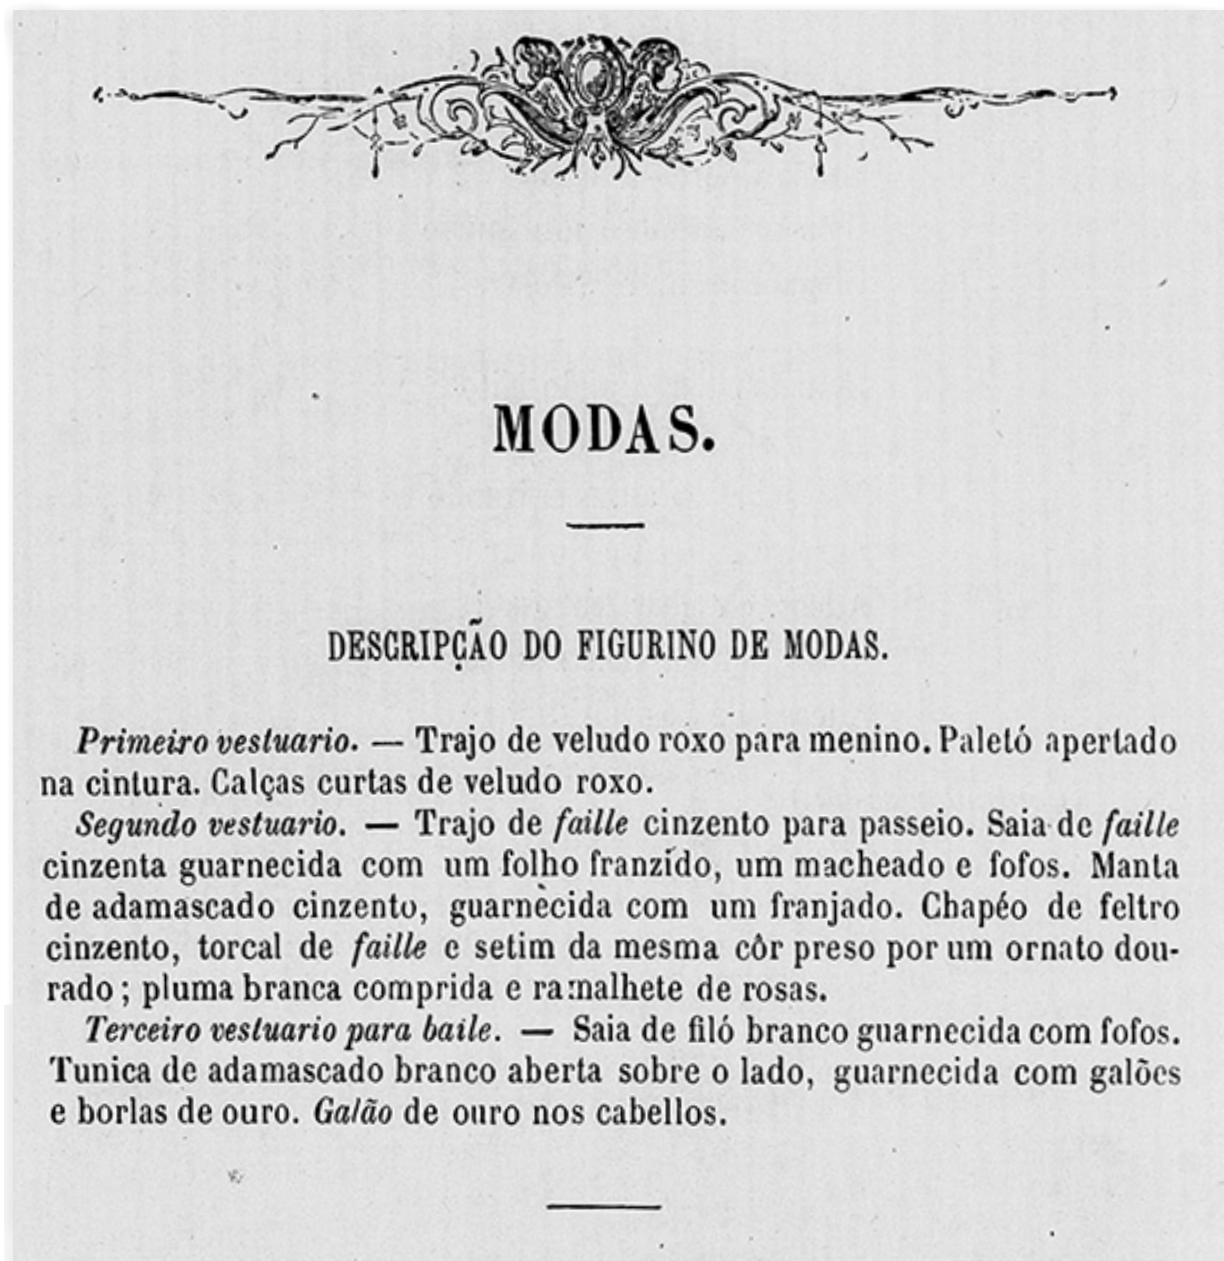 MODAS.
DESCRIPÇÃO DO FIGURINO DE MODAS.
Primeiro vestuario. — Trajo de veludo roxo para menino. Paletó apertado
na cintura. Calças curtas de veludo roxo.
Segundo vestuario. — Trajo de faille cinzento para passeio. Saia de faille
cinzenta guarnecida com um folho franzido, um macheado e fofos. Manta
de adamascado cinzento, guarnecida com um franjado. Chapéo de feltro
cinzento, torcal de faille e setim da mesma côr preso por um ornato dou-
rado ; pluma branca comprida e ramalhete de rosas.
Terceiro vestuario para baile. — Saia de filó branco guarnecida com fofos.
Tunica de adamascado branco aberta sobre o lado, guarnecida com galões
e borlas de ouro. Galão de ouro nos cabellos.